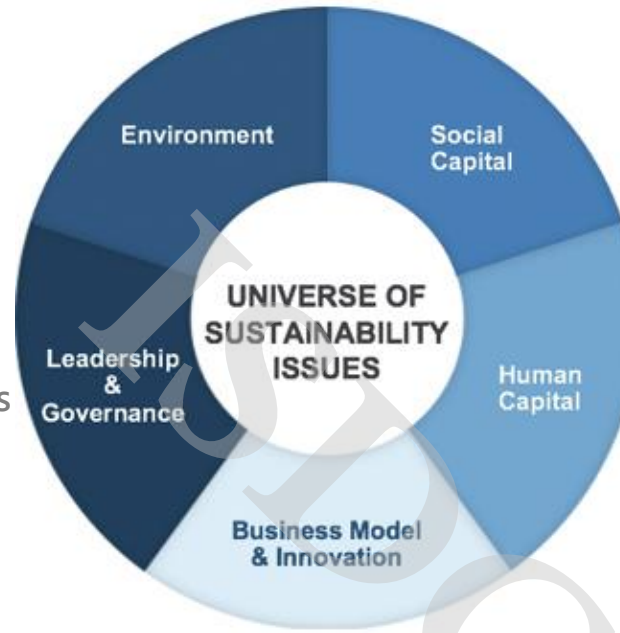 Environment
Social
Capital
UNIVERSE OF
SUSTAINABILITY
ISSUES
Leadership
&
Governance
Human
Capital
s
Business Model
& Innovation